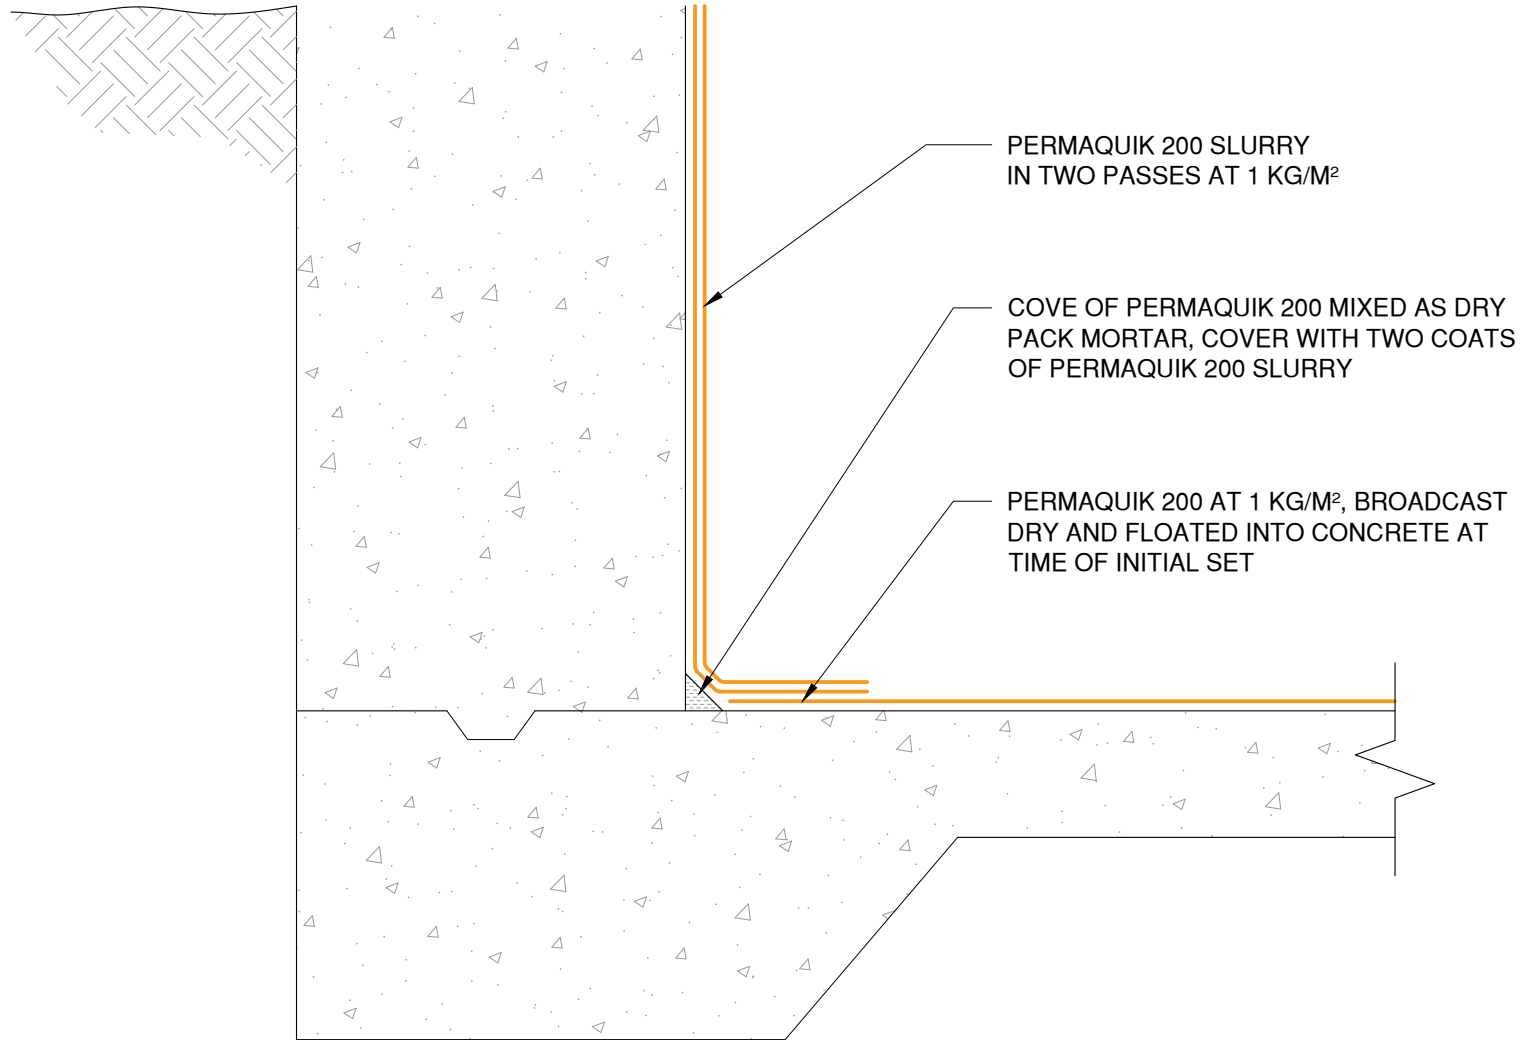 PERMAQUIK 200 SLURRY
IN TWO PASSES AT 1 KG/M²
COVE OF PERMAQUIK 200 MIXED AS DRY
PACK MORTAR, COVER WITH TWO COATS
OF PERMAQUIK 200 SLURRY
PERMAQUIK 200 AT 1 KG/M², BROADCAST
DRY AND FLOATED INTO CONCRETE AT
TIME OF INITIAL SET